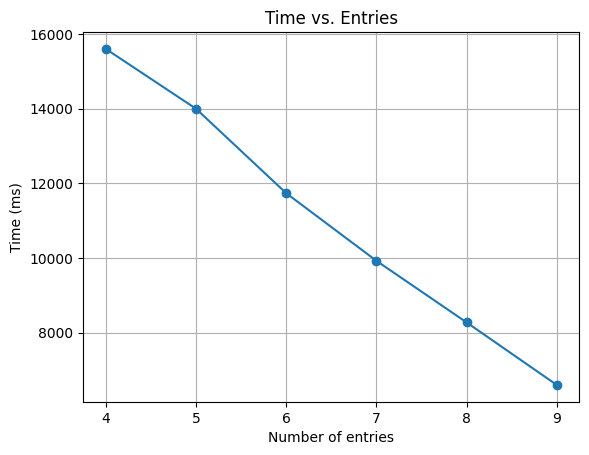 Time vs. Entries
16000
14000
12000
10000
8000
Time (ms)
4 5 6 7 8 9
Number of entries